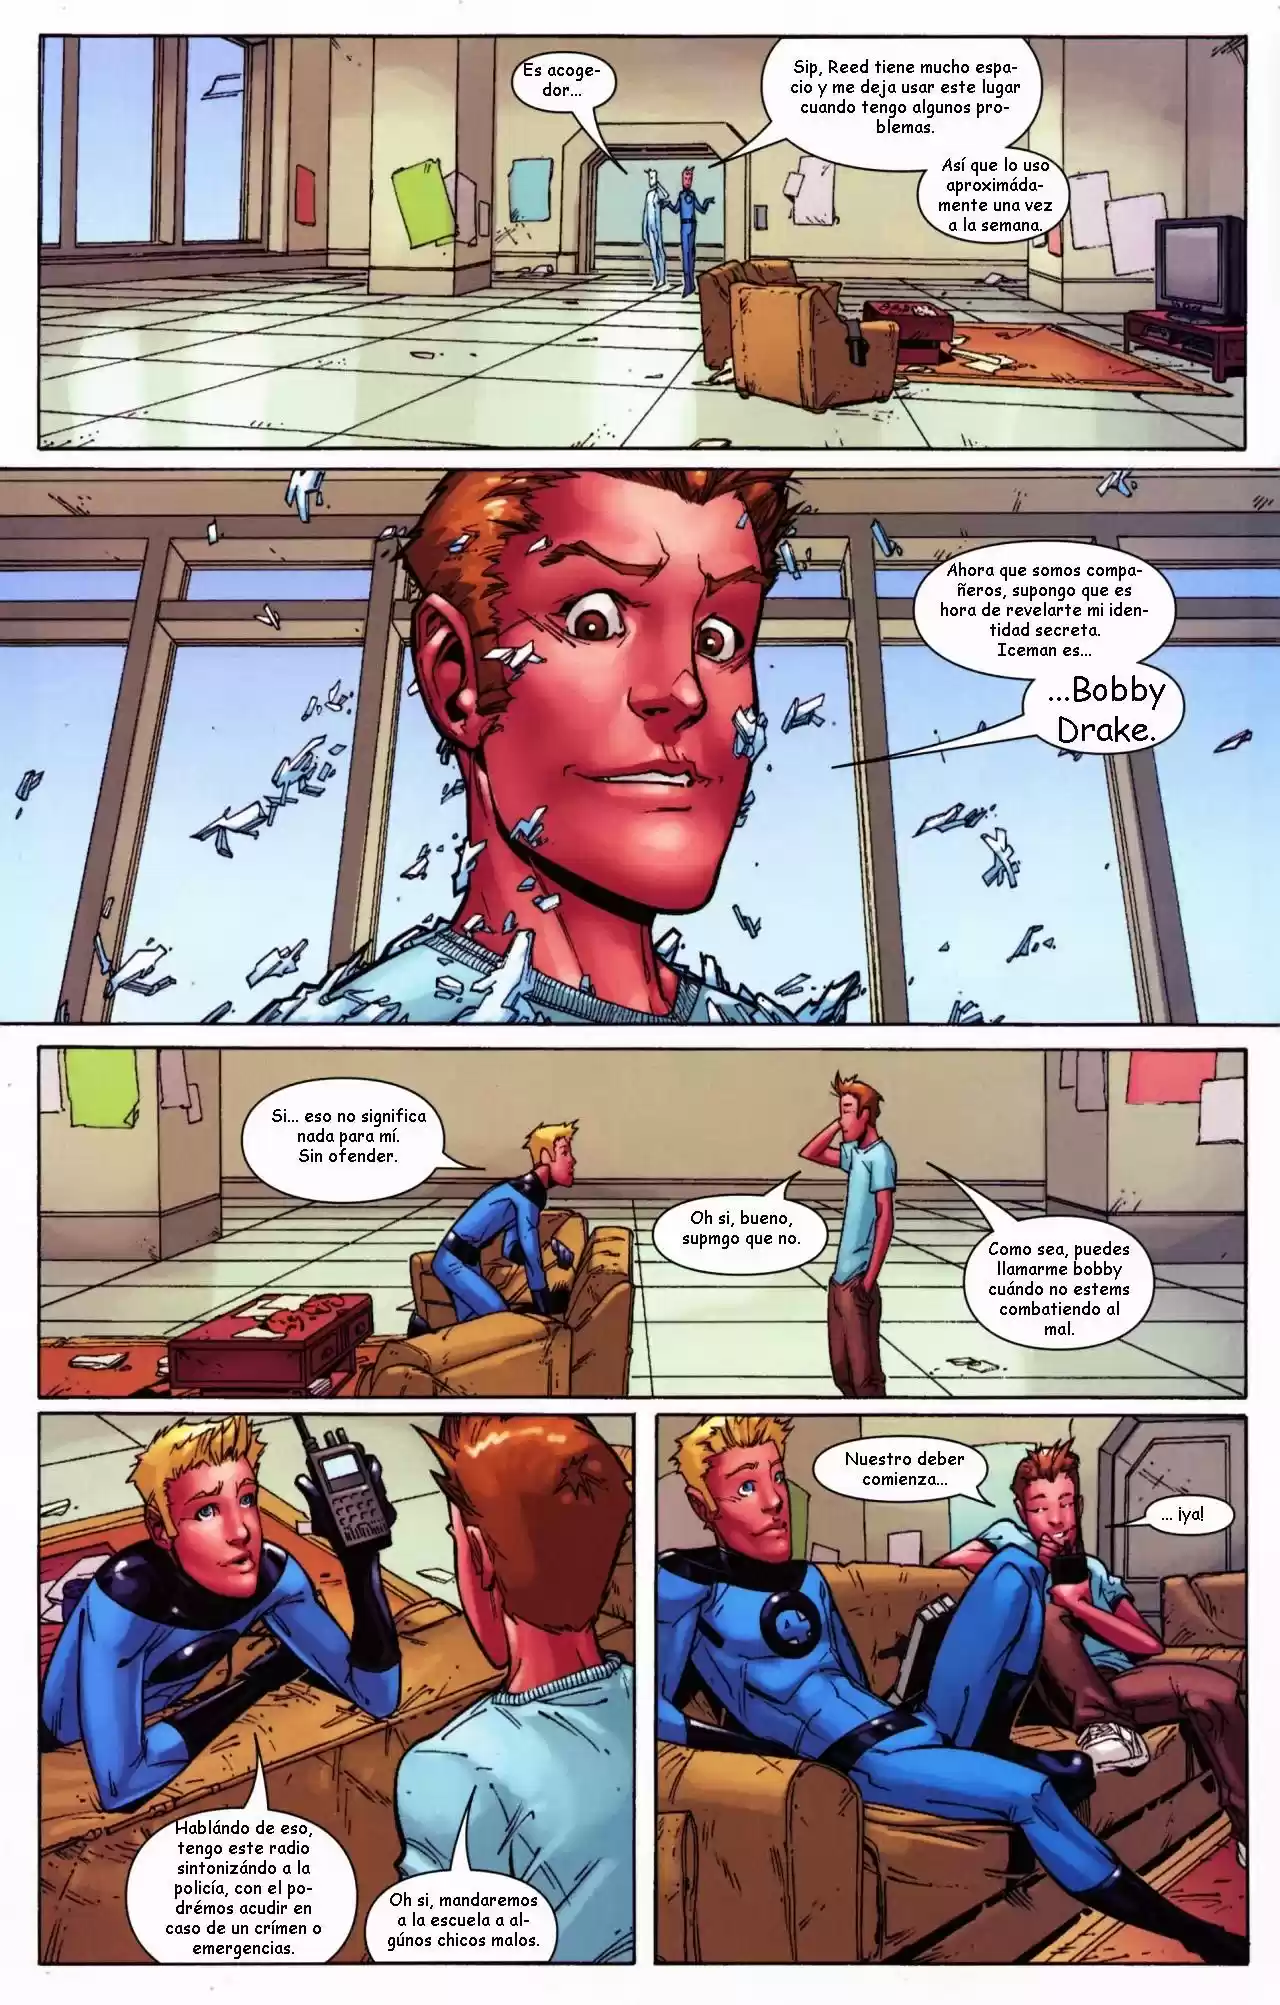 Es acoge-
dor...
Sip, Reed tiene mucho espa-
cio y me deja usar este lugar
cuando tengo algunos pro-
blemas.
Así que lo uso
aproximáda-
mente una vez
a la semana.
Ahora que somos compa-
ñeros, supongo que es
hora de revelarte mi iden-
tidad secreta.
Iceman es...
...Bobby
Drake.
Si... eso no significa
nada para mí.
Sin ofender.
Oh si, bueno,
supmgo que no.
Como sea, puedes
llamarme bobby
cuándo no estems
combatiendo al
mal.
Hablándo de eso,
tengo este radio
sintonizándo a la
policía, con el po-
drémos acudir en
caso de un crímen o
emergencias.
Oh si, mandaremos
a la escuela a al-
gúnos chicos malos.
Nuestro deber
comienza...
... ¡ya!